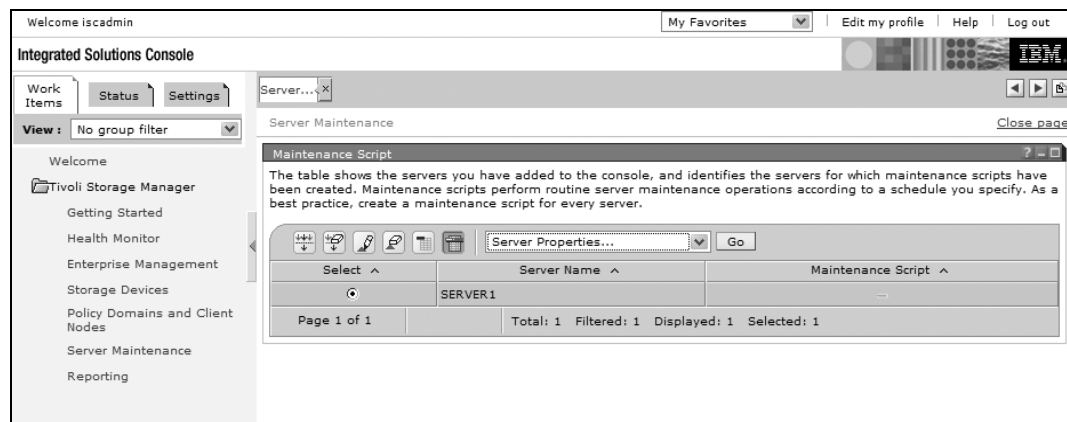 Welcome iscadmin
My Favorites
Edit my profile
Help
Log out
Integrated Solutions Console
IBM.
Work Items
Status
Settings
Server...
View :
No group filter
Server Maintenance
Close page
Welcome
Tivoli Storage Manager
Getting Started
Health Monitor
Enterprise Management
Storage Devices
Policy Domains and Client
Nodes
Server Maintenance
Reporting
Maintenance Script
The table shows the servers you have added to the console, and identifies the servers for which maintenance scripts have
been created. Maintenance scripts perform routine server maintenance operations according to a schedule you specify. As a
best practice, create a maintenance script for every server.
Server Properties...
Go
Select
Server Name
Maintenance Script
SERVER1
—
Page 1 of 1
Total: 1 Filtered: 1 Displayed: 1 Selected: 1